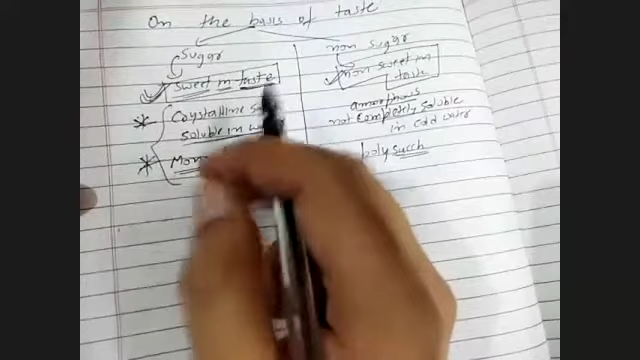 On the basis of taste
Sugar
non sugar
Sweet in taste
non sweet in
taste
Crystalline
amorphous
soluble in
not completely soluble
in cold water
poly succh